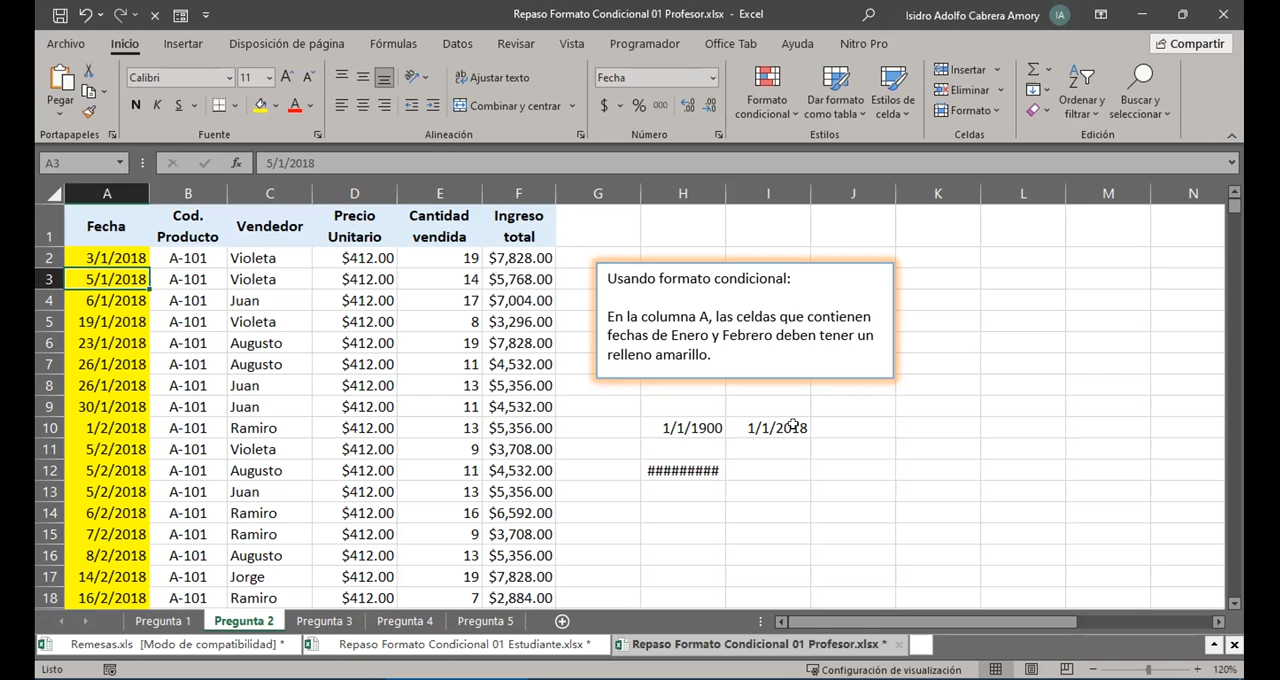 Repaso Formato Condicional 01 Profesor.xlsx - Excel
Isidro Adolfo Cabrera Amory
IA
Archivo Inicio Insertar Disposición de página Fórmulas Datos Revisar Vista Programador Office Tab Ayuda Nitro Pro Compartir
Pegar
Calibri 11
N K S
Ajustar texto
Combinar y centrar
Fecha
$ % 000
Formato condicional
Dar formato como tabla
Estilos de celda
Insertar
Eliminar
Formato
Ordenar y filtrar
Buscar y seleccionar
Portapapeles Fuente Alineación Número Estilos Celdas Edición
A3 fx 5/1/2018
A B C D E F G H I J K L M N
1 Fecha Cod. Producto Vendedor Precio Unitario Cantidad vendida Ingreso total
2 3/1/2018 A-101 Violeta $412.00 19 $7,828.00
3 5/1/2018 A-101 Violeta $412.00 14 $5,768.00
4 6/1/2018 A-101 Juan $412.00 17 $7,004.00
5 19/1/2018 A-101 Violeta $412.00 8 $3,296.00
6 23/1/2018 A-101 Augusto $412.00 19 $7,828.00
7 26/1/2018 A-101 Augusto $412.00 11 $4,532.00
8 26/1/2018 A-101 Juan $412.00 13 $5,356.00
9 30/1/2018 A-101 Juan $412.00 11 $4,532.00
10 1/2/2018 A-101 Ramiro $412.00 13 $5,356.00 1/1/1900 1/1/2018
11 5/2/2018 A-101 Violeta $412.00 9 $3,708.00
12 5/2/2018 A-101 Augusto $412.00 11 $4,532.00 #########
13 5/2/2018 A-101 Juan $412.00 13 $5,356.00
14 6/2/2018 A-101 Ramiro $412.00 16 $6,592.00
15 7/2/2018 A-101 Ramiro $412.00 9 $3,708.00
16 8/2/2018 A-101 Augusto $412.00 13 $5,356.00
17 14/2/2018 A-101 Jorge $412.00 19 $7,828.00
18 16/2/2018 A-101 Ramiro $412.00 7 $2,884.00
Usando formato condicional:
En la columna A, las celdas que contienen
fechas de Enero y Febrero deben tener un
relleno amarillo.
Pregunta 1 Pregunta 2 Pregunta 3 Pregunta 4 Pregunta 5
Remesas.xls [Modo de compatibilidad] * Repaso Formato Condicional 01 Estudiante.xlsx * Repaso Formato Condicional 01 Profesor.xlsx *
Listo Configuración de visualización 120%